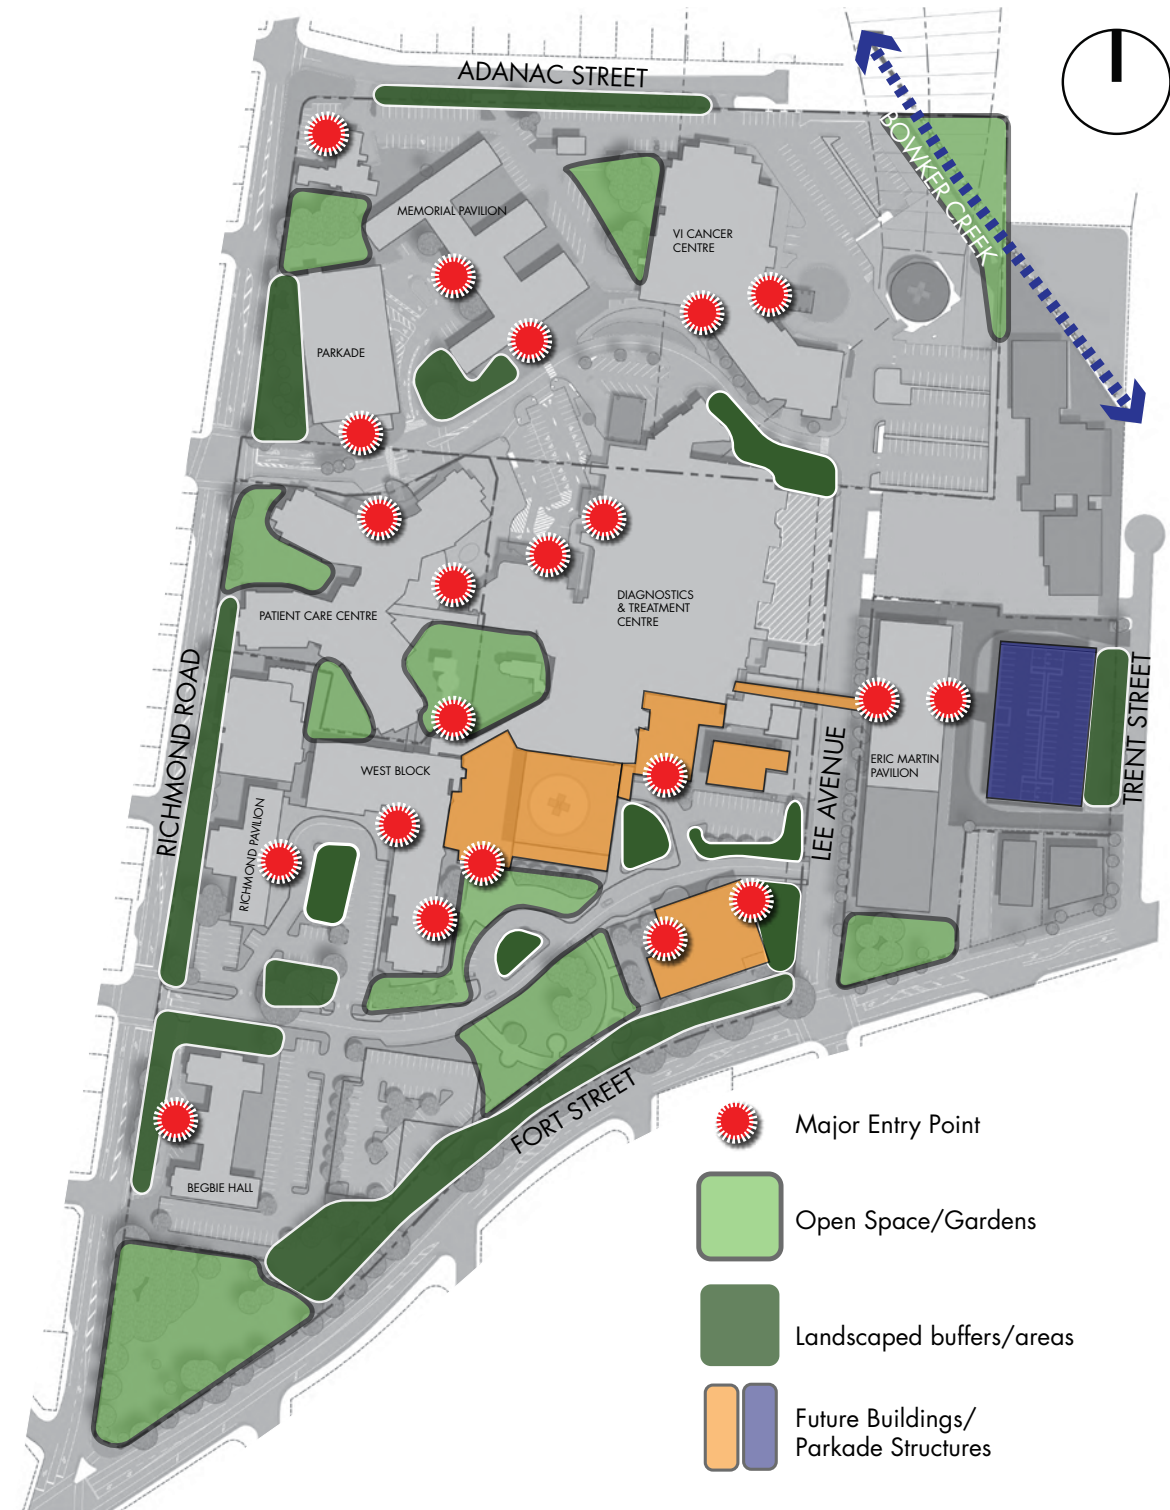 ADANAC STREET
BOWKER CREEK
MEMORIAL PAVILION
VI CANCER
CENTRE
PARKADE
DIAGNOSTICS
& TREATMENT
CENTRE
PATIENT CARE CENTRE
RICHMOND ROAD
TRENT STREET
LEE AVENUE
ERIC MARTIN
PAVILION
WEST BLOCK
RICHMOND PAVILION
FORT STREET
BEGBIE HALL
Major Entry Point
Open Space/Gardens
Landscaped buffers/areas
Future Buildings/
Parkade Structures